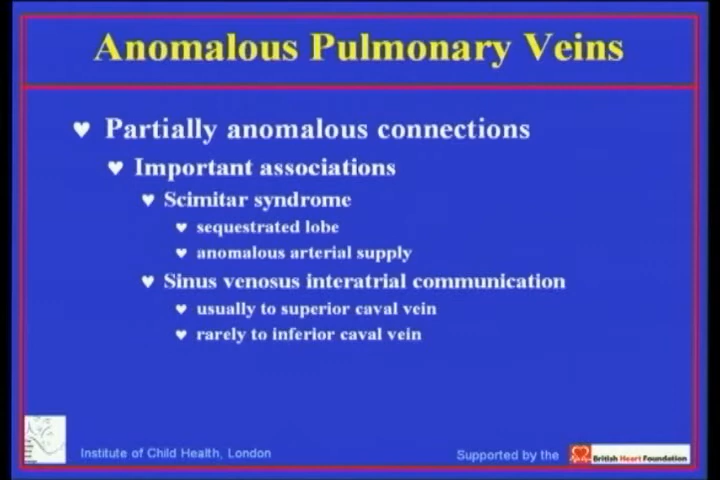 Anomalous Pulmonary Veins
Partially anomalous connections
Important associations
Scimitar syndrome
sequestrated lobe
anomalous arterial supply
Sinus venosus interatrial communication
usually to superior caval vein
rarely to inferior caval vein
Institute of Child Health, London
Supported by the
British Heart Foundation